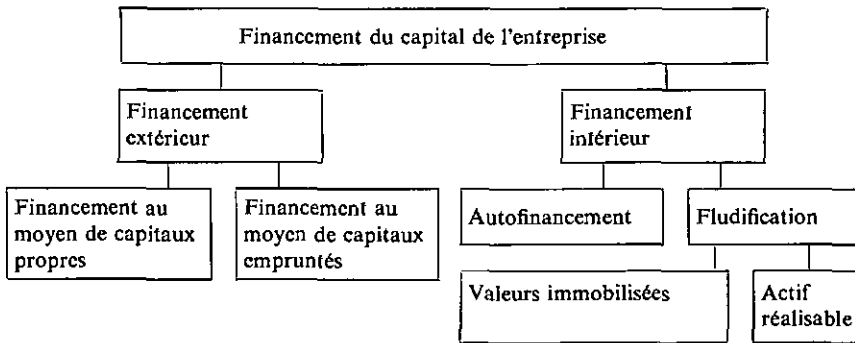 Financement du capital de l'entreprise
Financement
extérieur
Financement
intérieur
Financement au
moyen de capitaux
propres
Financement au
moyen de capitaux
empruntés
Autofinancement
Fludification
Valeurs immobilisées
Actif
réalisable